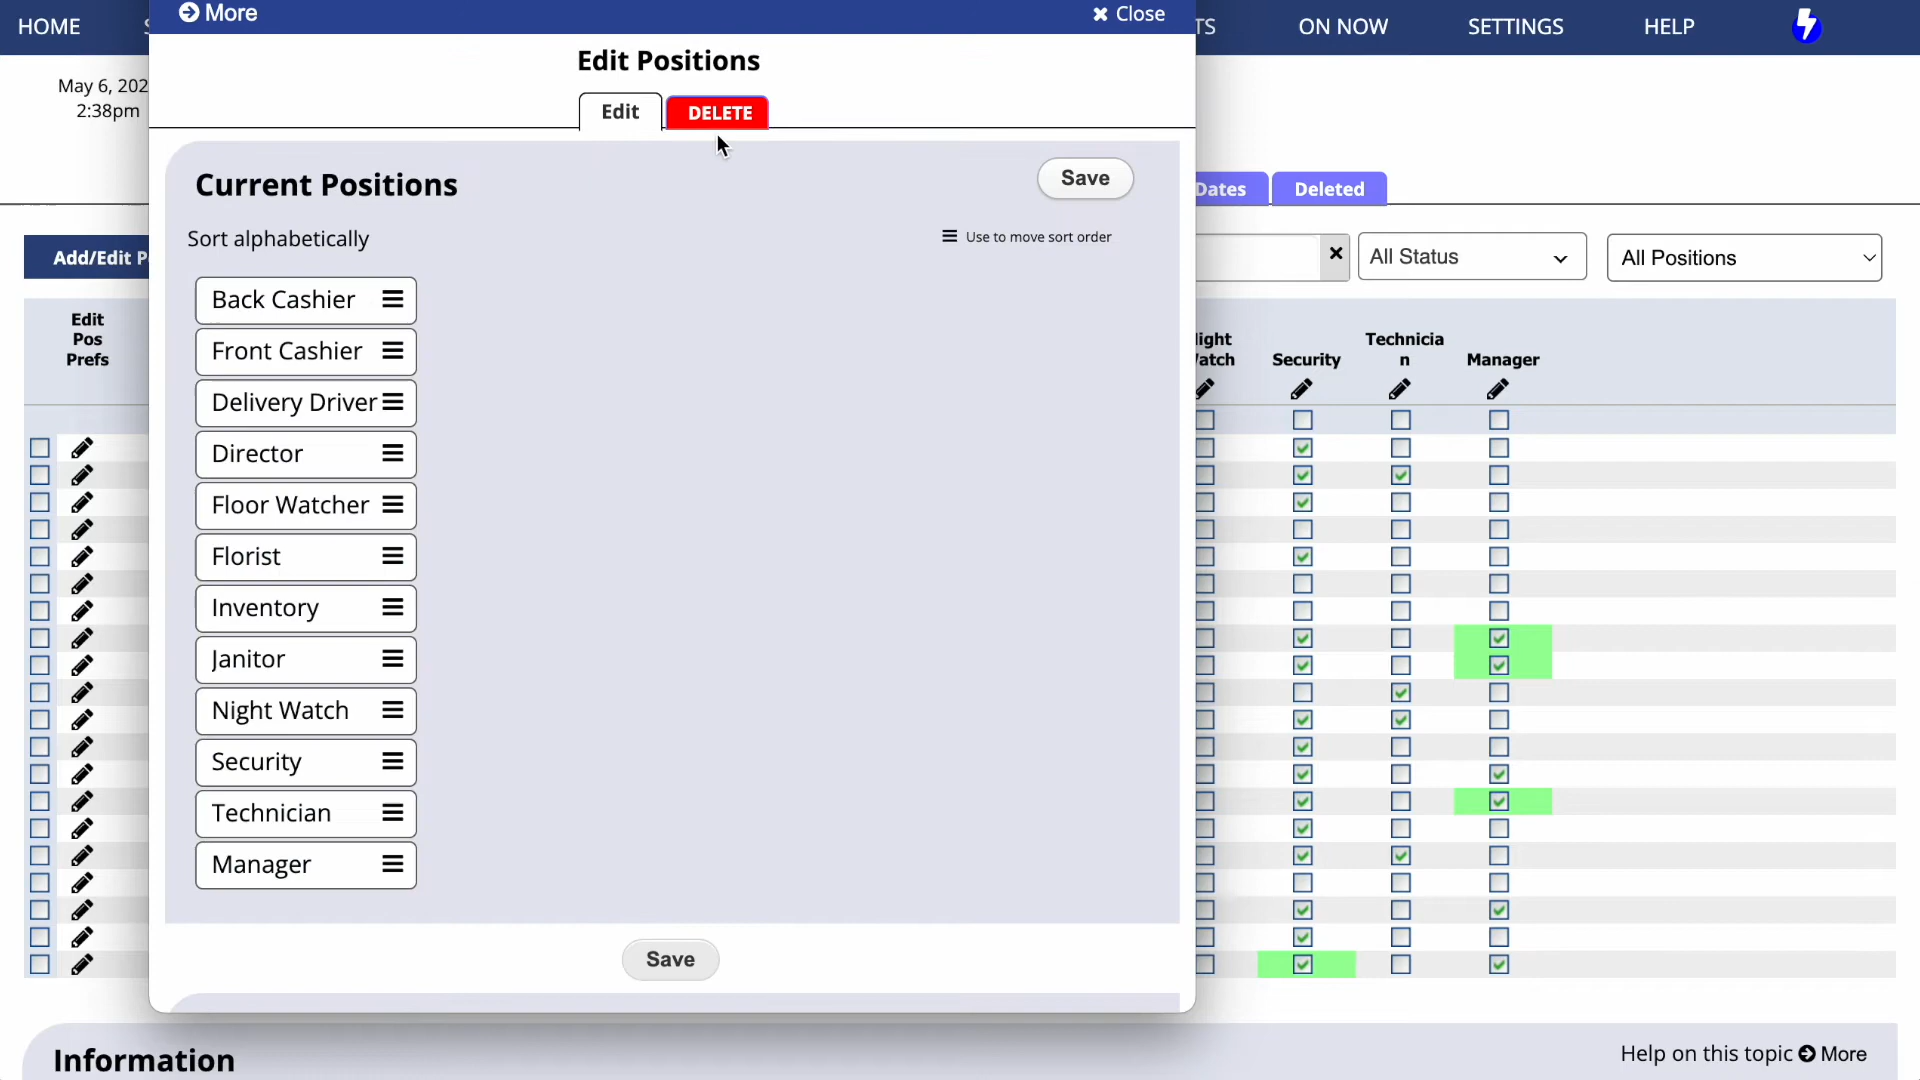 HOME
More
Close
TS
ON NOW
SETTINGS
HELP
Edit Positions
May 6, 202
2:38pm
Edit
DELETE
Current Positions
Save
Dates
Deleted
Sort alphabetically
Use to move sort order
Add/Edit P
All Status
All Positions
Edit
Pos
Prefs
Back Cashier
Front Cashier
Delivery Driver
Director
Floor Watcher
Florist
Inventory
Janitor
Night Watch
Security
Technician
Manager
ight
atch
Security
Technicia
n
Manager
Save
Information
Help on this topic More